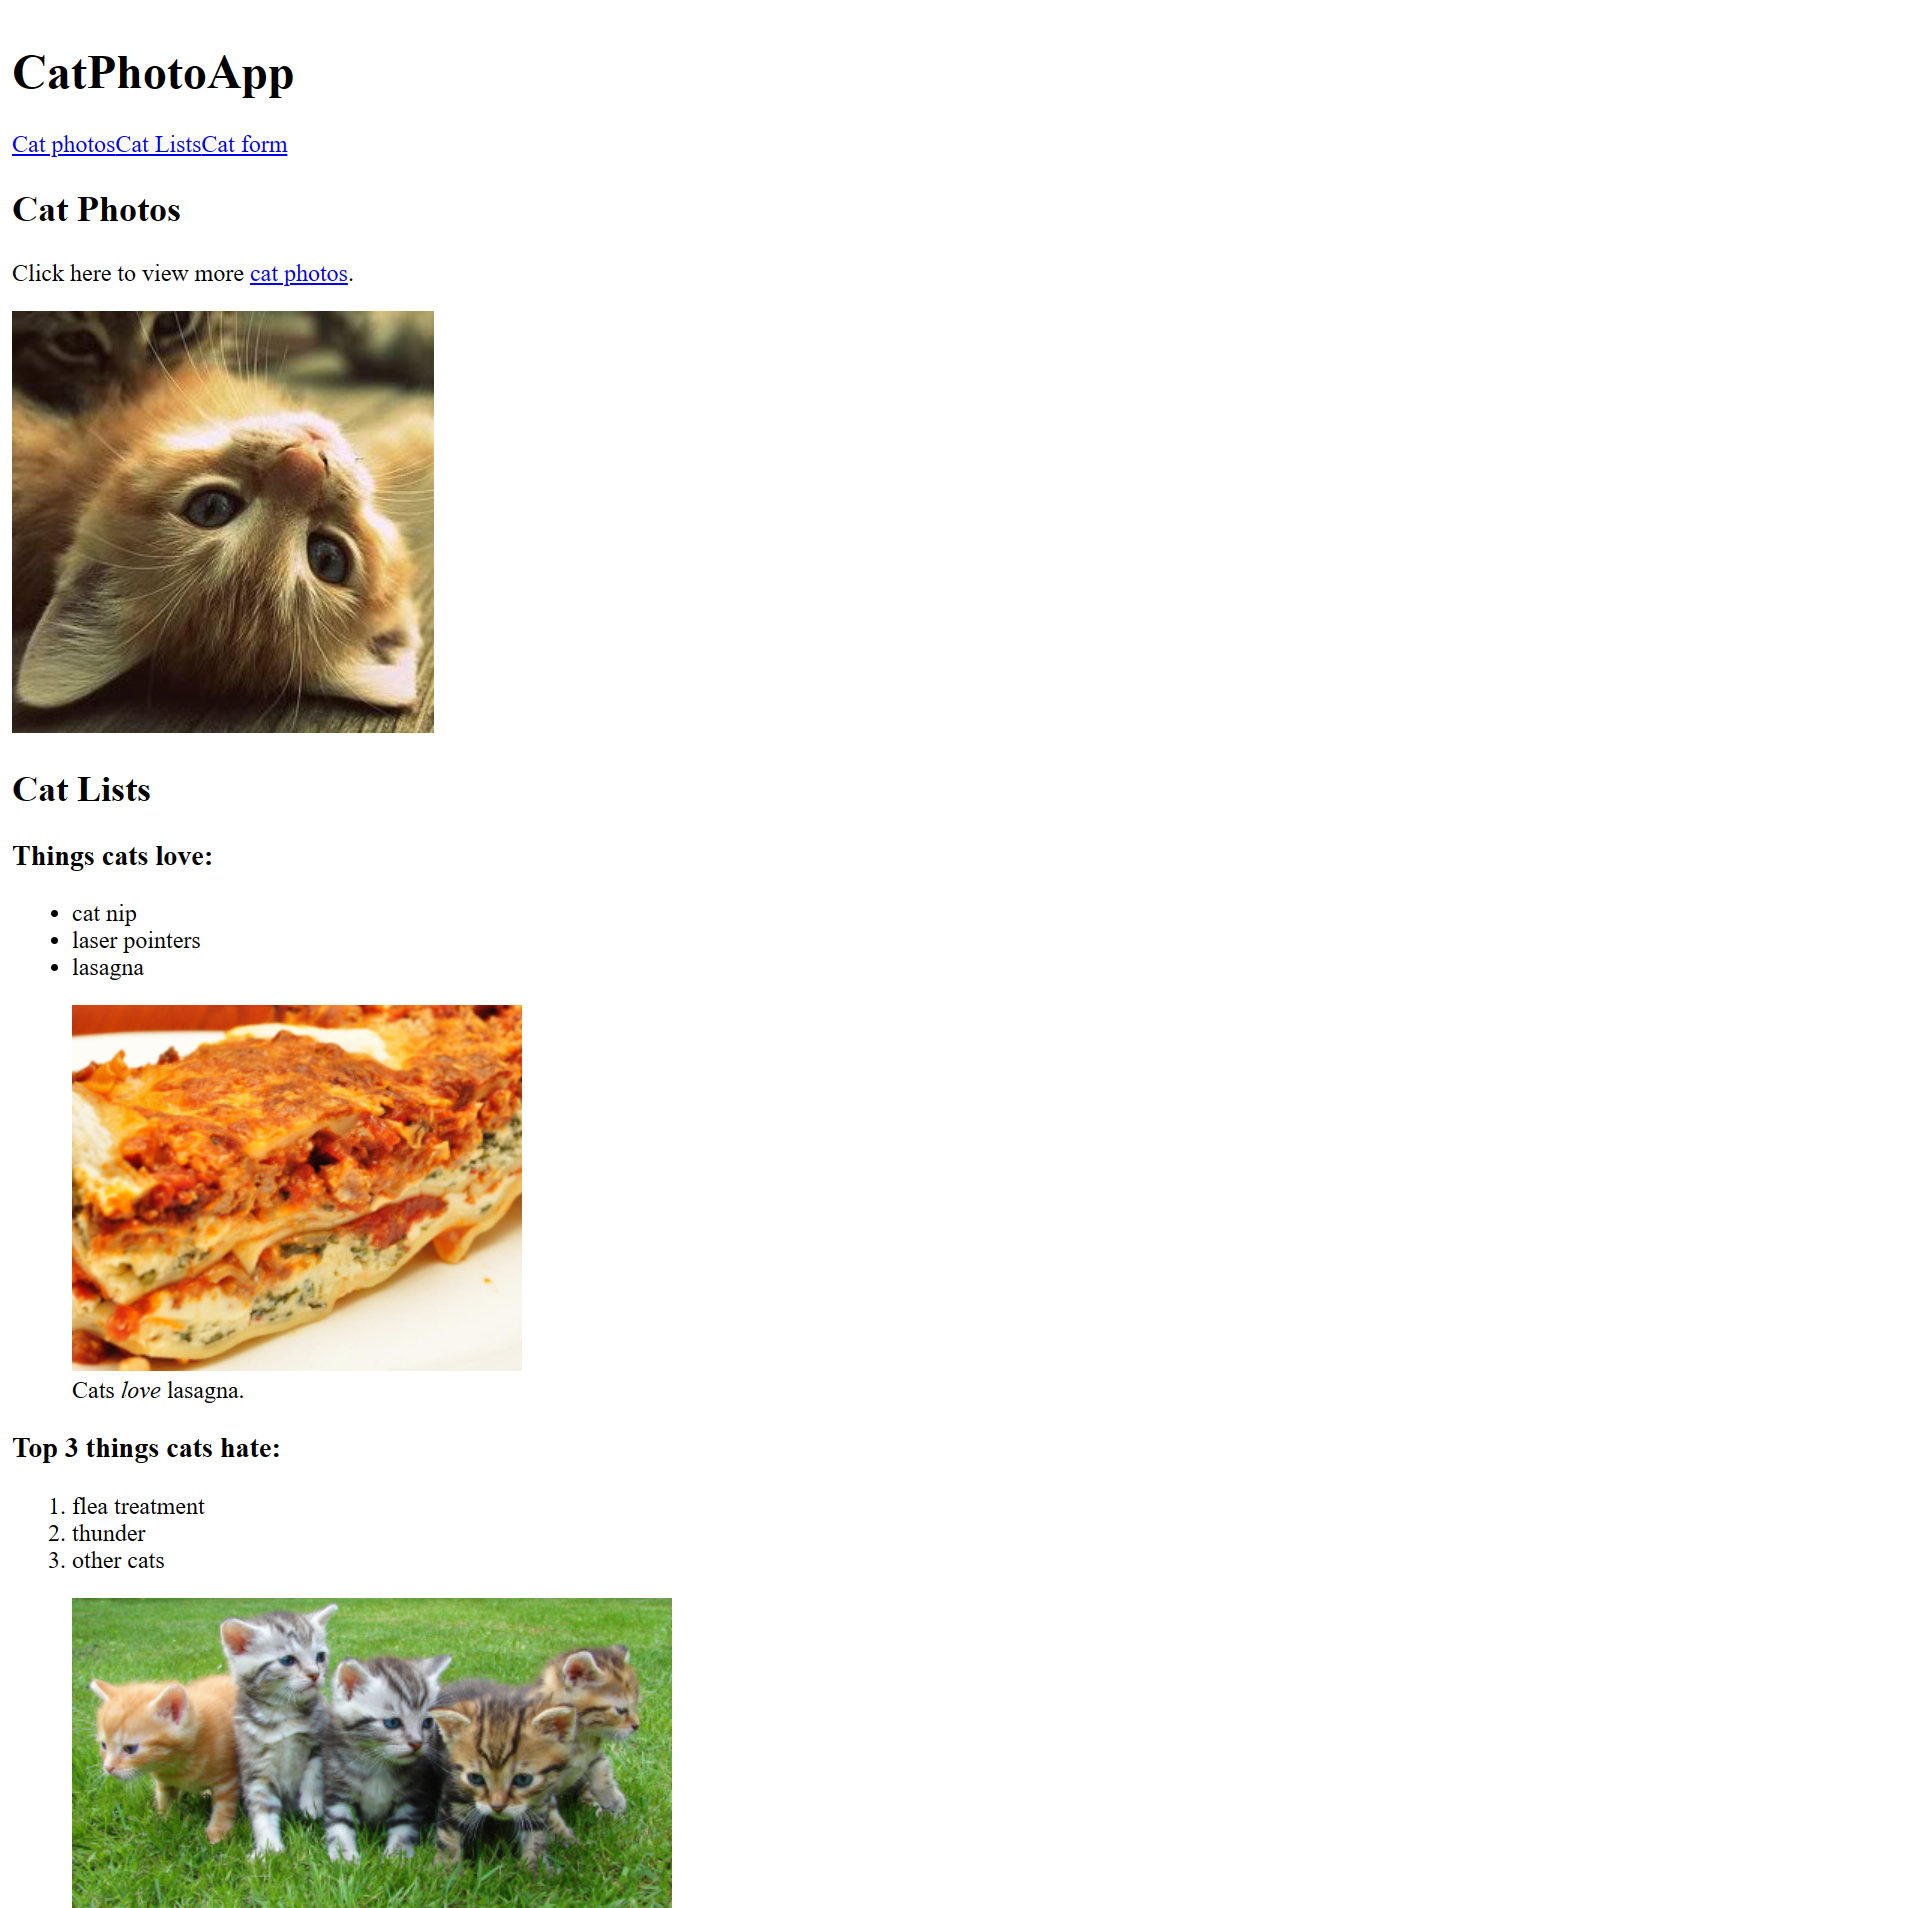 CatPhotoApp
Cat photosCat ListsCat form
Cat Photos
Click here to view more cat photos.
Cat Lists
Things cats love:
• cat nip
• laser pointers
• lasagna
Cats love lasagna.
Top 3 things cats hate:
1. flea treatment
2. thunder
3. other cats